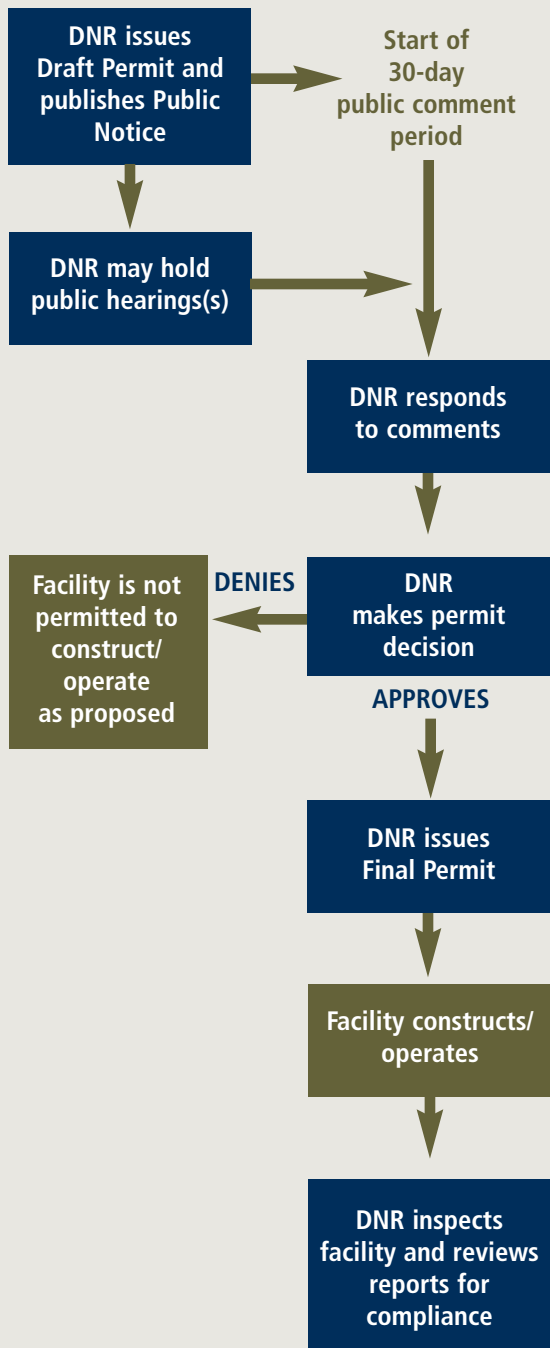 DNR issues
Draft Permit and
publishes Public
Notice
Start of
30-day
public comment
period
DNR may hold
public hearings(s)
DNR responds
to comments
DNR
makes permit
decision
DENIES
Facility is not
permitted to
construct/
operate
as proposed
APPROVES
DNR issues
Final Permit
Facility constructs/
operates
DNR inspects
facility and reviews
reports for
compliance